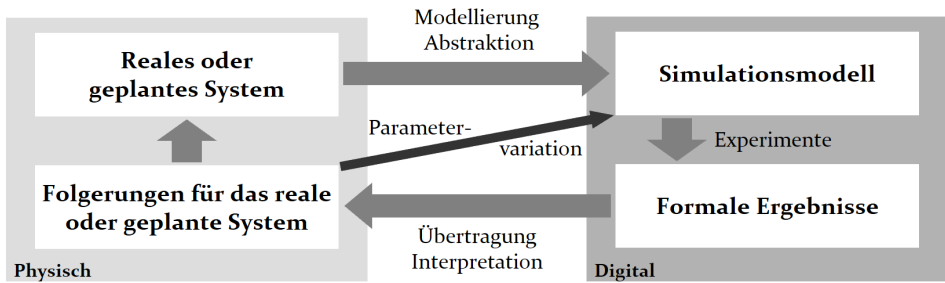 Modellierung
Abstraktion
Reales oder
geplantes System
Simulationsmodell
Parameter-
variation
Experimente
Folgerungen für das reale
oder geplante System
Formale Ergebnisse
Übertragung
Interpretation
Physisch
Digital